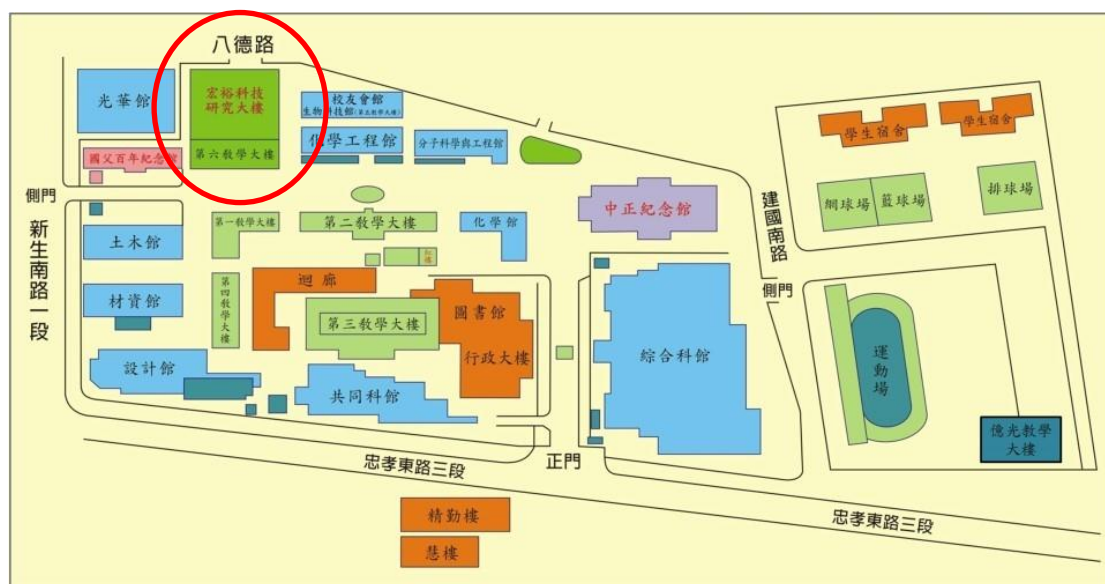 八德路
光華館
宏裕科技
研究大樓
校友會館
生物科技館(第五教學大樓)
化學工程館
分子科學與工程館
國父百年紀念館
第六教學大樓
側門
新生南路一段
土木館
第一教學大樓
第二教學大樓
化學館
紅樓
中正紀念館
建國南路
側門
學生宿舍
學生宿舍
網球場
籃球場
排球場
材資館
第四教學大樓
迴廊
第三教學大樓
圖書館
行政大樓
綜合科館
運動場
設計館
共同科館
億光教學
大樓
忠孝東路三段
正門
忠孝東路三段
精勤樓
慧樓